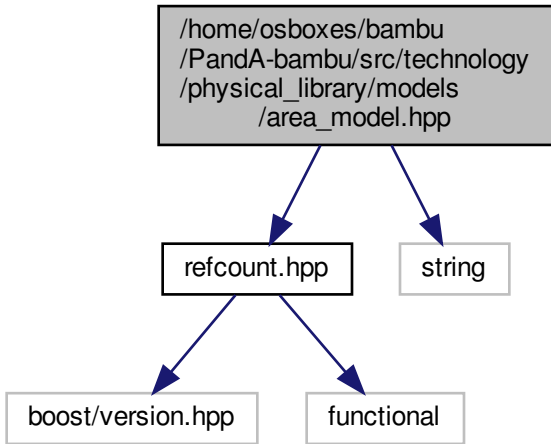 /home/osboxes/bambu
/PandA-bambu/src/technology
/physical_library/models
/area_model.hpp
refcount.hpp
string
boost/version.hpp
functional